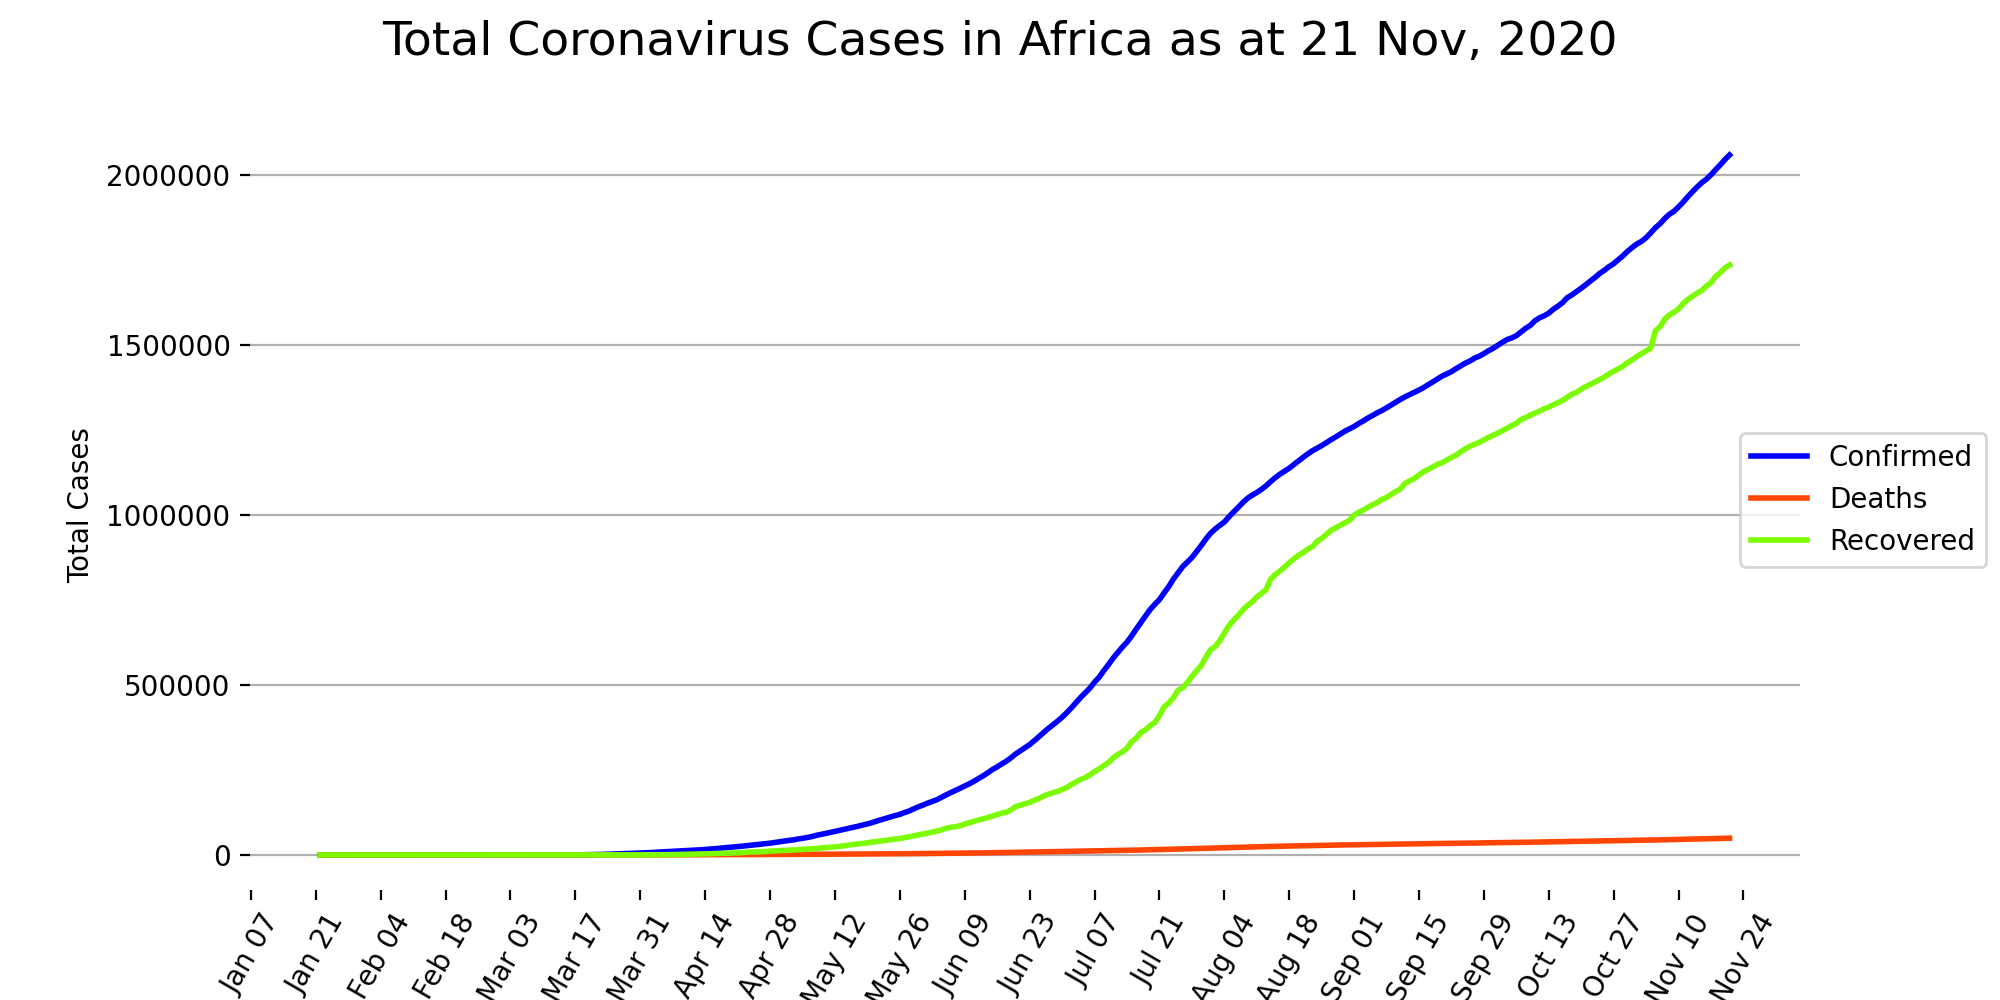 Total Coronavirus Cases in Africa as at 21 Nov, 2020
2000000
1500000
1000000
500000
0
Total Cases
Confirmed
Deaths
Recovered
Jan 07
Jan 21
Feb 04
Feb 18
Mar 03
Mar 17
Mar 31
Apr 14
Apr 28
May 12
May 26
Jun 09
Jun 23
Jul 07
Jul 21
Aug 04
Aug 18
Sep 01
Sep 15
Sep 29
Oct 13
Oct 27
Nov 10
Nov 24